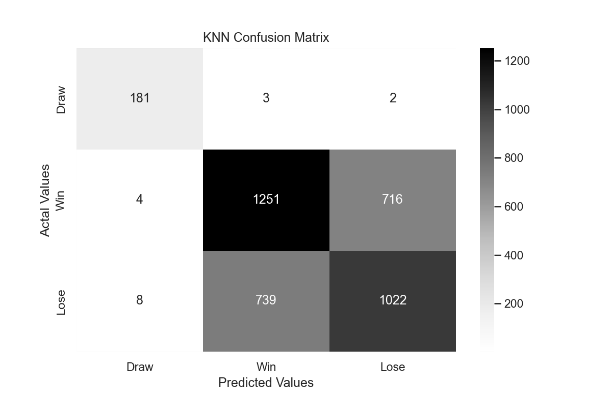 KNN Confusion Matrix
Draw 181 3 2
Win 4 1251 716
Lose 8 739 1022
Draw Win Lose
Predicted Values
Actal Values
1200
1000
800
600
400
200